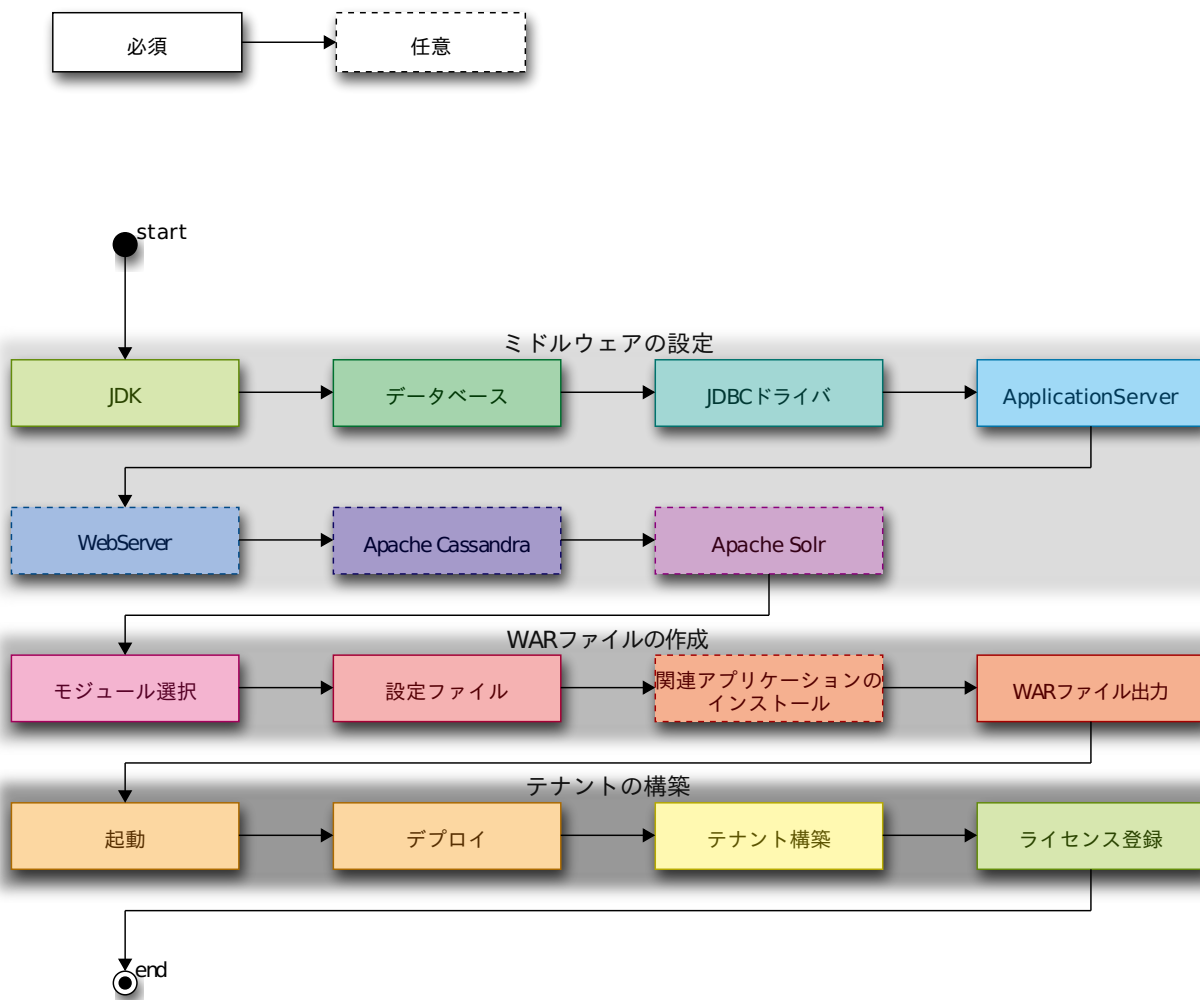 必須
任意
start
ミドルウェアの設定
JDK
データベース
JDBCドライバ
ApplicationServer
WebServer
Apache Cassandra
Apache Solr
WARファイルの作成
モジュール選択
設定ファイル
関連アプリケーションの
インストール
WARファイル出力
テナントの構築
起動
デプロイ
テナント構築
ライセンス登録
end